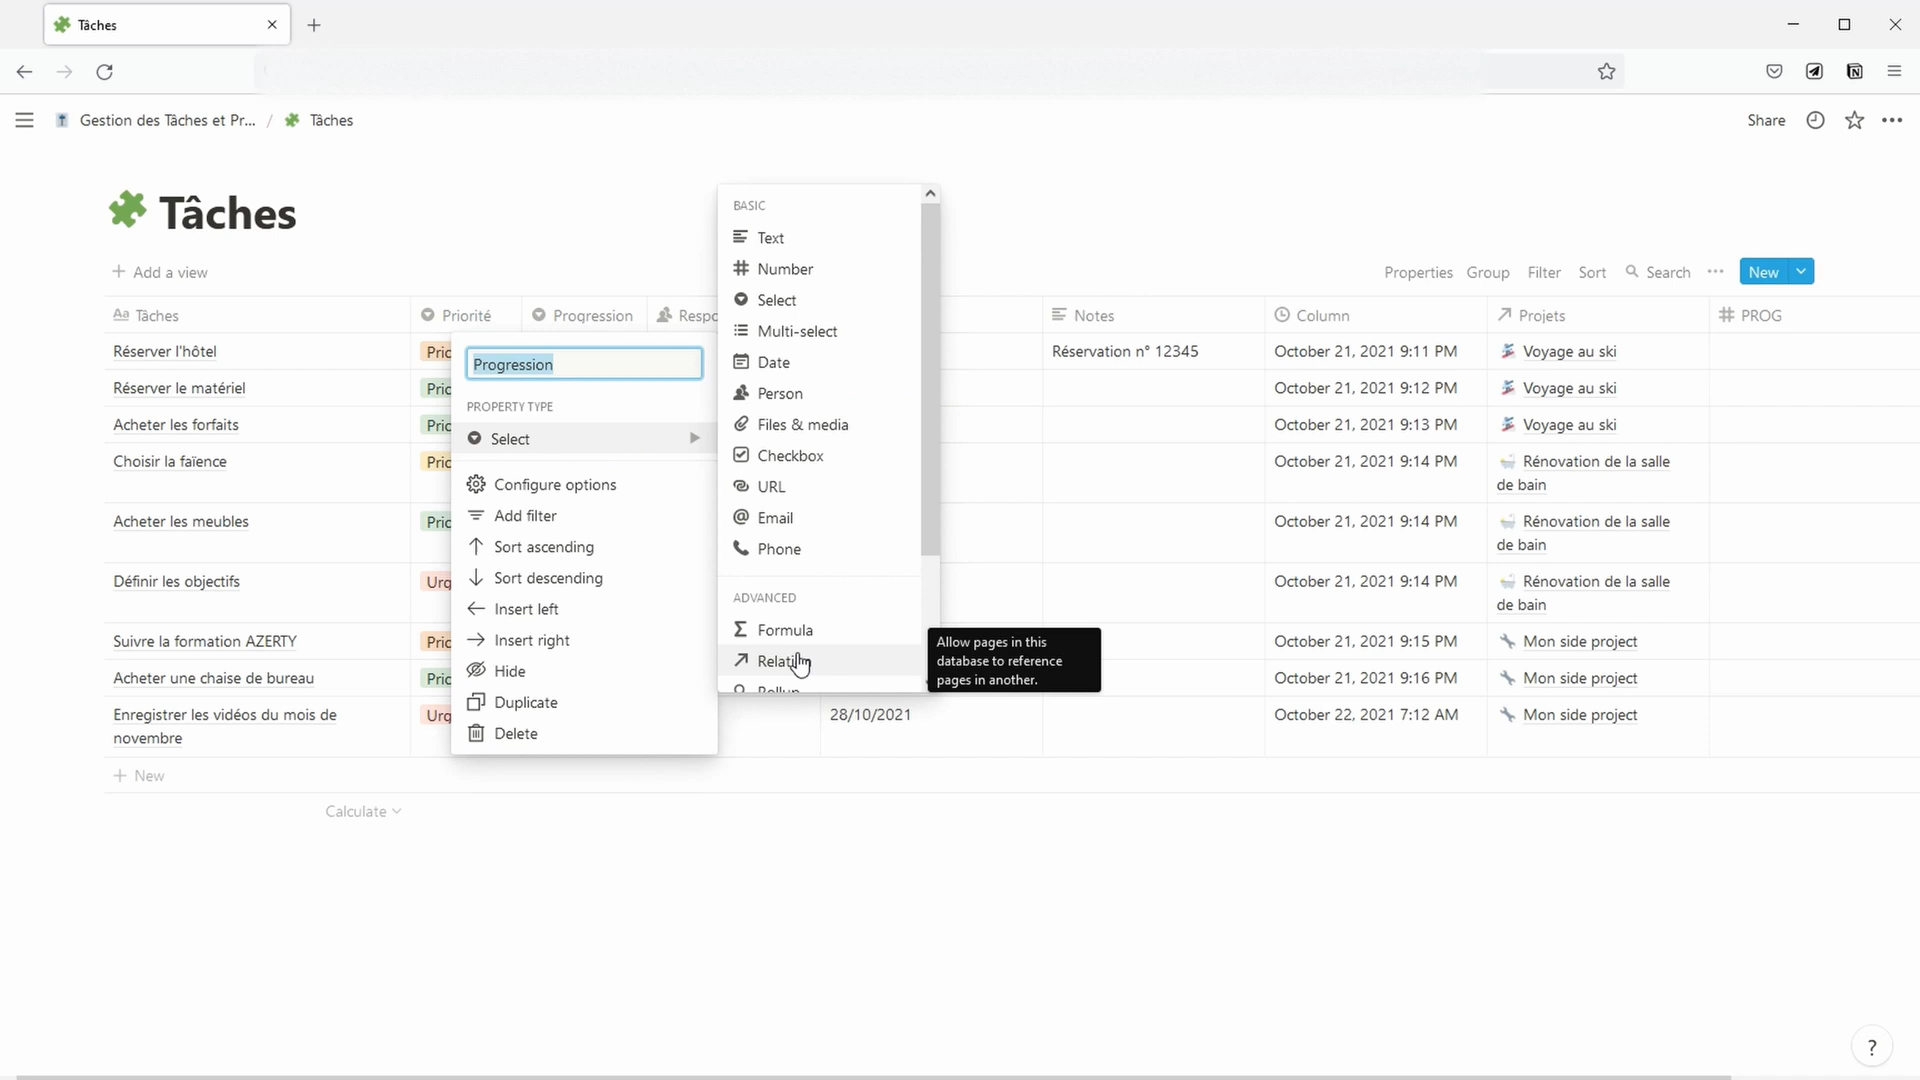 Tâches
Gestion des Tâches et Pr... / Tâches
Share
Tâches
Add a view
Properties Group Filter Sort Search New
Tâches Priorité Progression Respo Notes Column Projets PROG
Réserver l'hôtel Réservation n° 12345 October 21, 2021 9:11 PM Voyage au ski
Réserver le matériel October 21, 2021 9:12 PM Voyage au ski
Acheter les forfaits October 21, 2021 9:13 PM Voyage au ski
Choisir la faïence October 21, 2021 9:14 PM Rénovation de la salle
de bain
Acheter les meubles October 21, 2021 9:14 PM Rénovation de la salle
de bain
Définir les objectifs Urg October 21, 2021 9:14 PM Rénovation de la salle
de bain
Suivre la formation AZERTY October 21, 2021 9:15 PM Mon side project
Acheter une chaise de bureau October 21, 2021 9:16 PM Mon side project
Enregistrer les vidéos du mois de Urg 28/10/2021 October 22, 2021 7:12 AM Mon side project
novembre
New
Calculate
Progression
PROPERTY TYPE
Select
Configure options
Add filter
Sort ascending
Sort descending
Insert left
Insert right
Hide
Duplicate
Delete
BASIC
Text
Number
Select
Multi-select
Date
Person
Files & media
Checkbox
URL
Email
Phone
ADVANCED
Formula
Relation
Rollup
Allow pages in this
database to reference
pages in another.
?